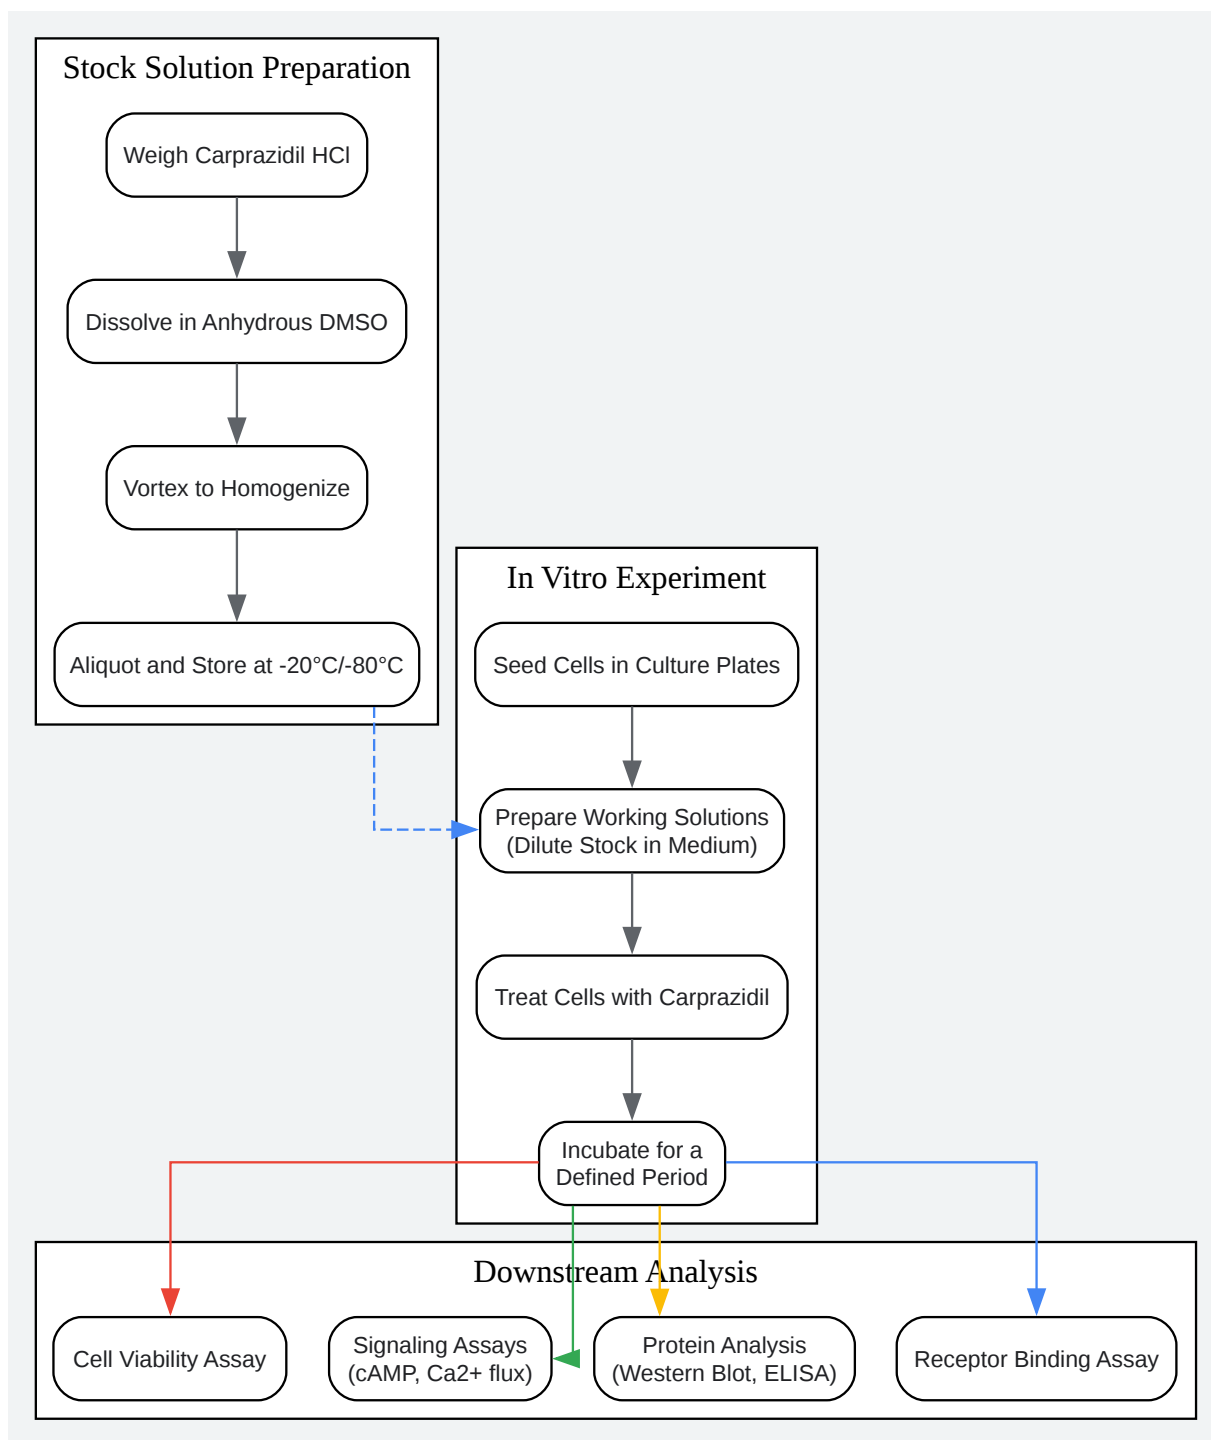 Stock Solution Preparation
Weigh Carprazidil HCl
Dissolve in Anhydrous DMSO
Vortex to Homogenize
Aliquot and Store at -20°C/-80°C
In Vitro Experiment
Seed Cells in Culture Plates
Prepare Working Solutions
(Dilute Stock in Medium)
Treat Cells with Carprazidil
Incubate for a
Defined Period
Downstream Analysis
Cell Viability Assay
Signaling Assays
(cAMP, Ca2+ flux)
Protein Analysis
(Western Blot, ELISA)
Receptor Binding Assay